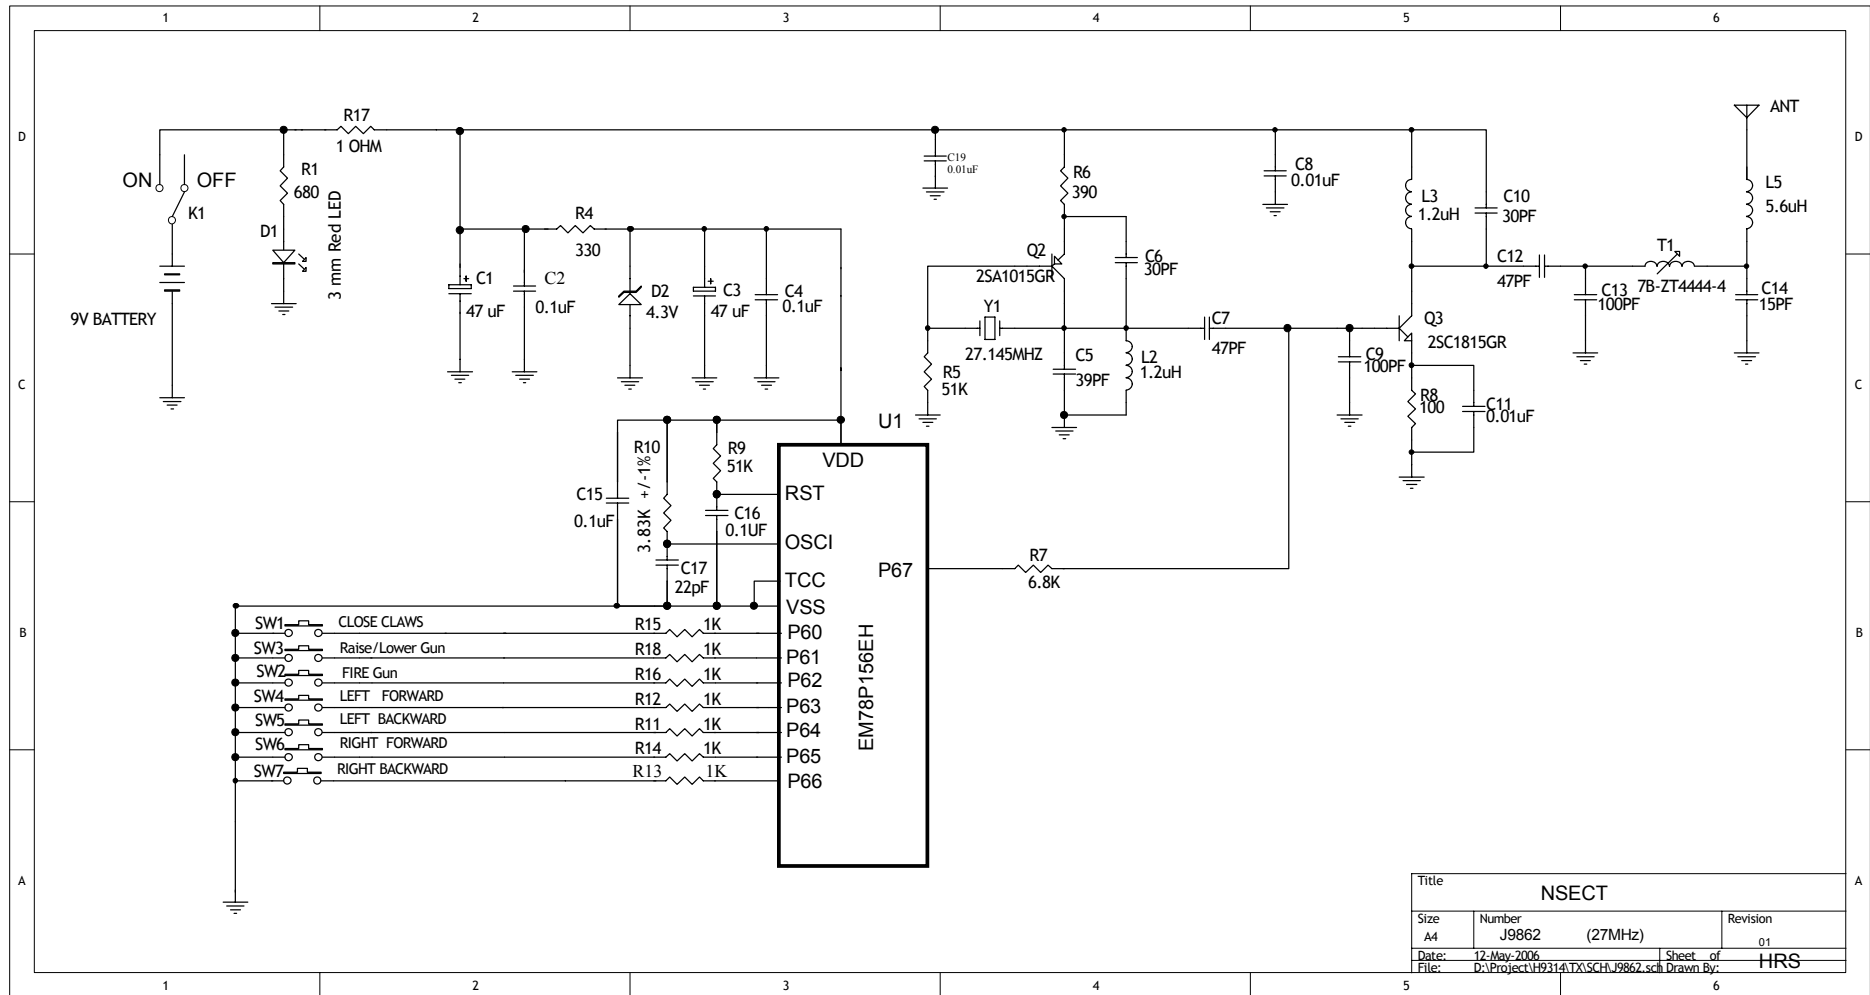 1 2 3 4 5 6
D D
C C
B B
A A
1 2 3 4 5 6
R17
1 OHM
ON OFF
K1
R1
680
D1
3 mm Red LED
9V BATTERY
C1
47 uF
C2
0.1uF
R4
330
D2
4.3V
C3
47 uF
C4
0.1uF
C19
0.01uF
R6
390
Q2
2SA1015GR
C6
30PF
Y1
27.145MHZ
R5
51K
C5
39PF
L2
1.2uH
C7
47PF
C8
0.01uF
L3
1.2uH
C10
30PF
C12
47PF
Q3
2SC1815GR
C9
100PF
R8
100
C11
0.01uF
C13
100PF
T1
7B-ZT4444-4
C14
15PF
L5
5.6uH
ANT
U1
VDD
RST
OSCI
TCC
VSS
P60
P61
P62
P63
P64
P65
P66
P67
EM78P156EH
R10
3.83K +/-1%
R9
51K
C15
0.1uF
C16
0.1UF
C17
22pF
R7
6.8K
SW1 CLOSE CLAWS R15 1K
SW3 Raise/Lower Gun R18 1K
SW2 FIRE Gun R16 1K
SW4 LEFT FORWARD R12 1K
SW5 LEFT BACKWARD R11 1K
SW6 RIGHT FORWARD R14 1K
SW7 RIGHT BACKWARD R13 1K
Title
NSECT
Size Number Revision
A4 J9862 (27MHz) 01
Date: 12-May-2006 Sheet of
File: D:\Project\H9314\TX\SCH\J9862.sch Drawn By: HRS